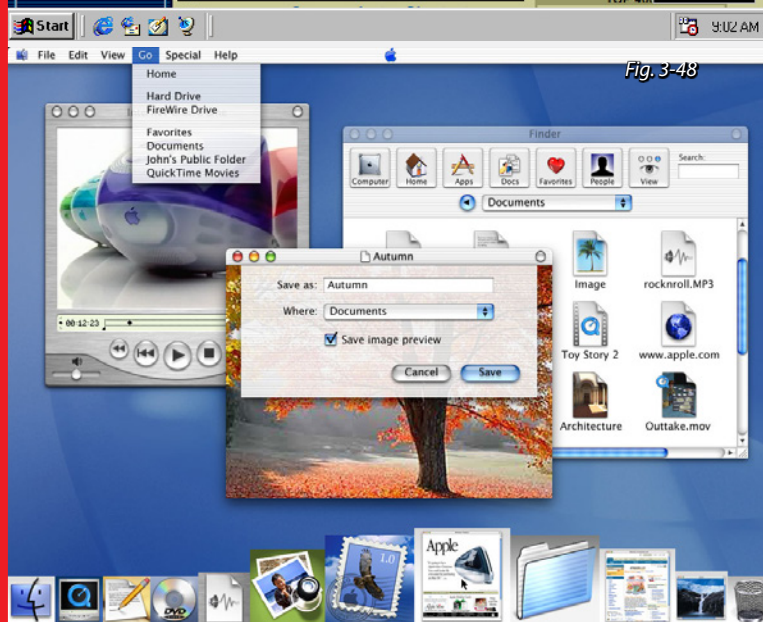 Start
9:02 AM
File Edit View Go Special Help
Fig. 3-48
Home
Hard Drive
FireWire Drive
Favorites
Documents
John's Public Folder
QuickTime Movies
Finder
Computer Home Apps Docs Favorites People View
Search:
Documents
Image rocknroll.MP3
Toy Story 2 www.apple.com
Architecture Outtake.mov
00:12:23
Autumn
Save as: Autumn
Where: Documents
Save image preview
Cancel Save
1.0
Apple
DVD